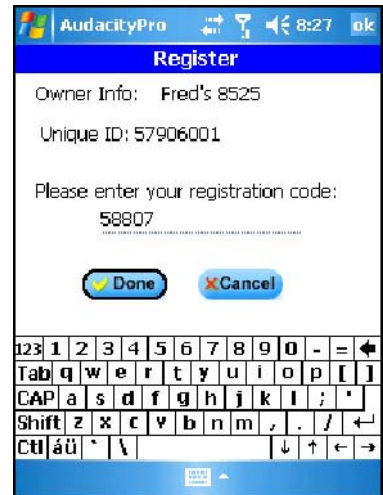 AudacityPro 8:27 ok
Register
Owner Info: Fred's 8525
Unique ID: 57906001
Please enter your registration code:
58807
Done Cancel
123 1 2 3 4 5 6 7 8 9 0 - =
Tab q w e r t y u i o p [ ]
CAP a s d f g h j k l ; '
Shift z x c v b n m , . /
Ctl áü ` \